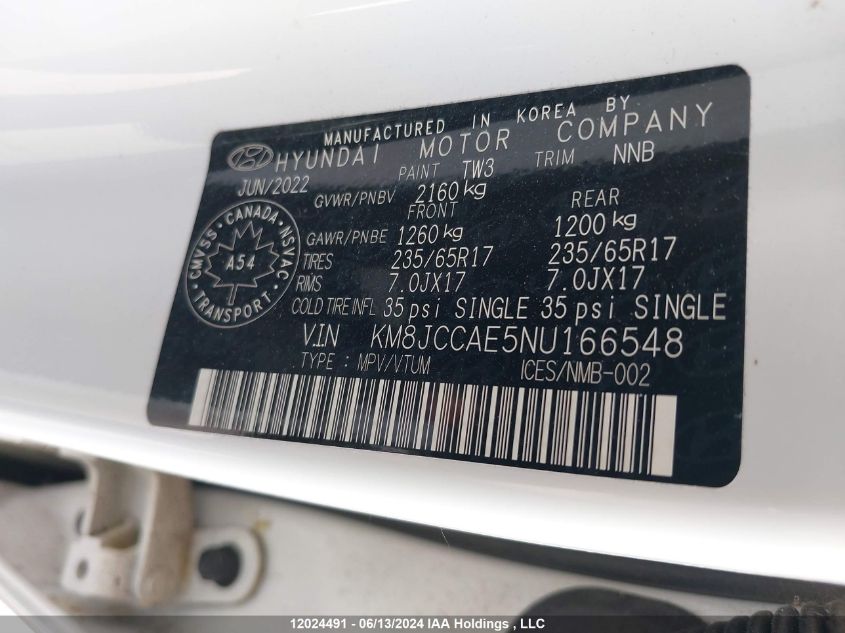 MANUFACTURED IN KOREA BY
HYUNDAI MOTOR COMPANY
JUN/2022 PAINT TW3 TRIM NNB
GVWR/PNBV 2160 kg
FRONT REAR
GAWR/PNBE 1260 kg 1200 kg
TIRES 235/65R17 235/65R17
RIMS 7.0JX17 7.0JX17
COLD TIRE INFL 35 psi SINGLE 35 psi SINGLE
CMVSS • CANADA • NSVAC
A54
TRANSPORT
VIN KM8JCCAE5NU166548
TYPE : MPV/VTUM ICES/NMB-002
12024491 - 06/13/2024 IAA Holdings , LLC